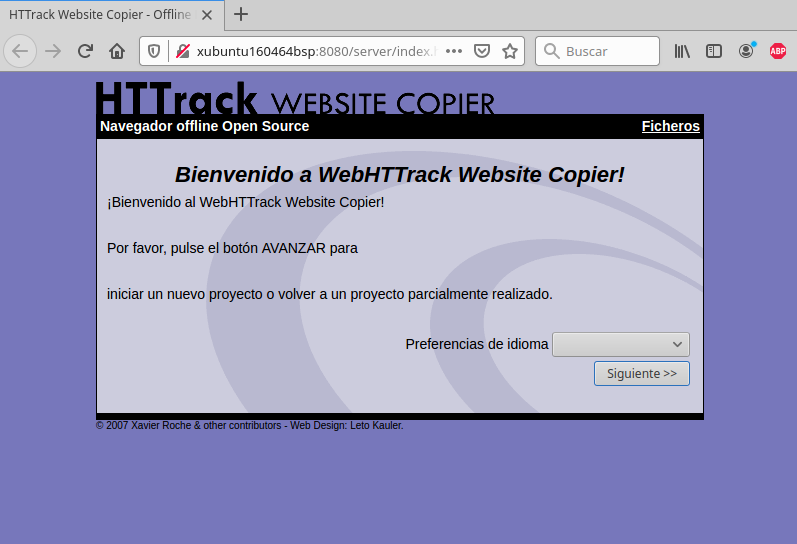 HTTrack Website Copier - Offline
xubuntu160464bsp:8080/server/index.
Buscar
ABP
HTTrack WEBSITE COPIER
Navegador offline Open Source
Ficheros
Bienvenido a WebHTTrack Website Copier!
¡Bienvenido al WebHTTrack Website Copier!
Por favor, pulse el botón AVANZAR para
iniciar un nuevo proyecto o volver a un proyecto parcialmente realizado.
Preferencias de idioma
Siguiente >>
© 2007 Xavier Roche & other contributors - Web Design: Leto Kauler.